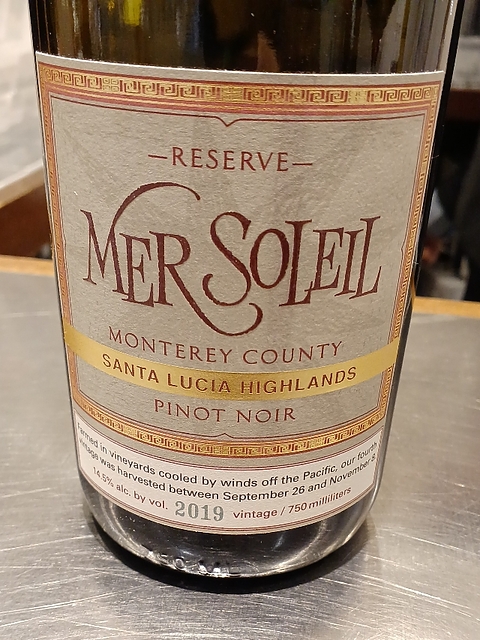 —RESERVE—
MER SOLEIL
MONTEREY COUNTY
SANTA LUCIA HIGHLANDS
PINOT NOIR
Farmed in vineyards cooled by winds off the Pacific, our fourth
vintage was harvested between September 26 and November 8
14.5% alc. by vol. 2019 vintage / 750 milliliters